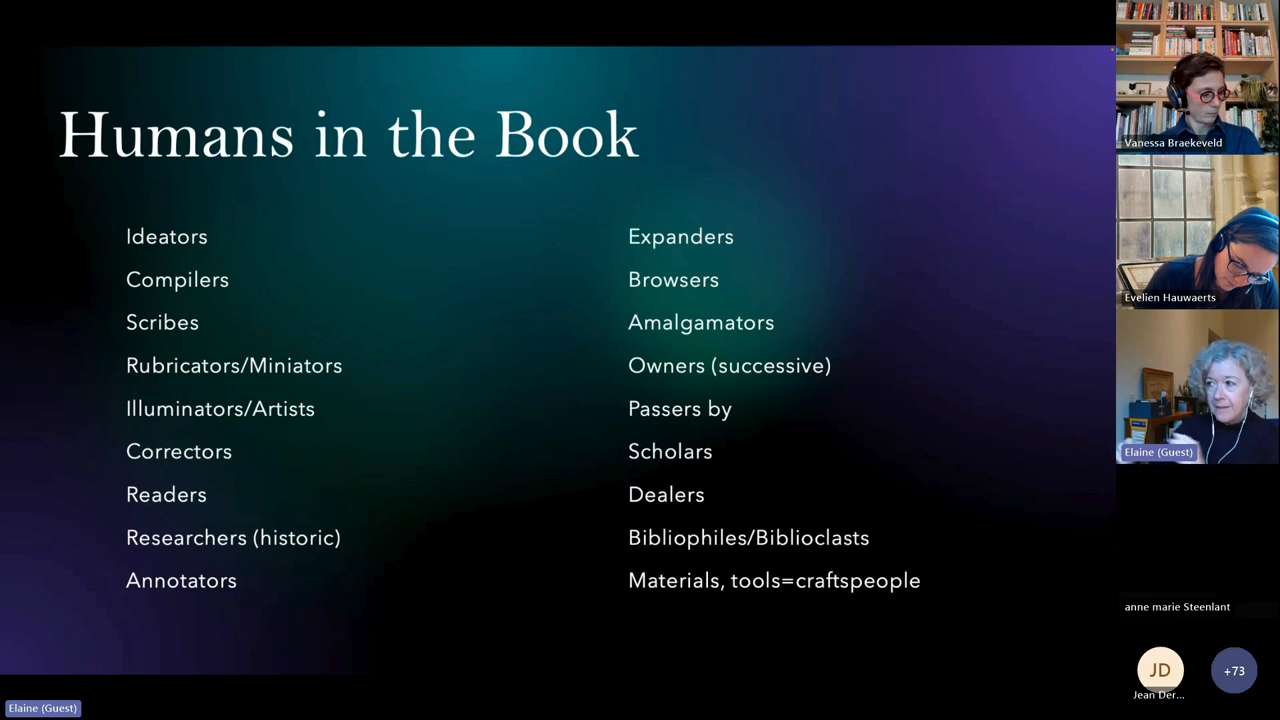 Humans in the Book
Ideators
Compilers
Scribes
Rubricators/Miniators
Illuminators/Artists
Correctors
Readers
Researchers (historic)
Annotators
Expanders
Browsers
Amalgamators
Owners (successive)
Passers by
Scholars
Dealers
Bibliophiles/Biblioclasts
Materials, tools=craftspeople
Vanessa Braekeveld
Evelien Hauwaerts
Elaine (Guest)
anne marie Steenlant
JD
Jean Der...
+73
Elaine (Guest)